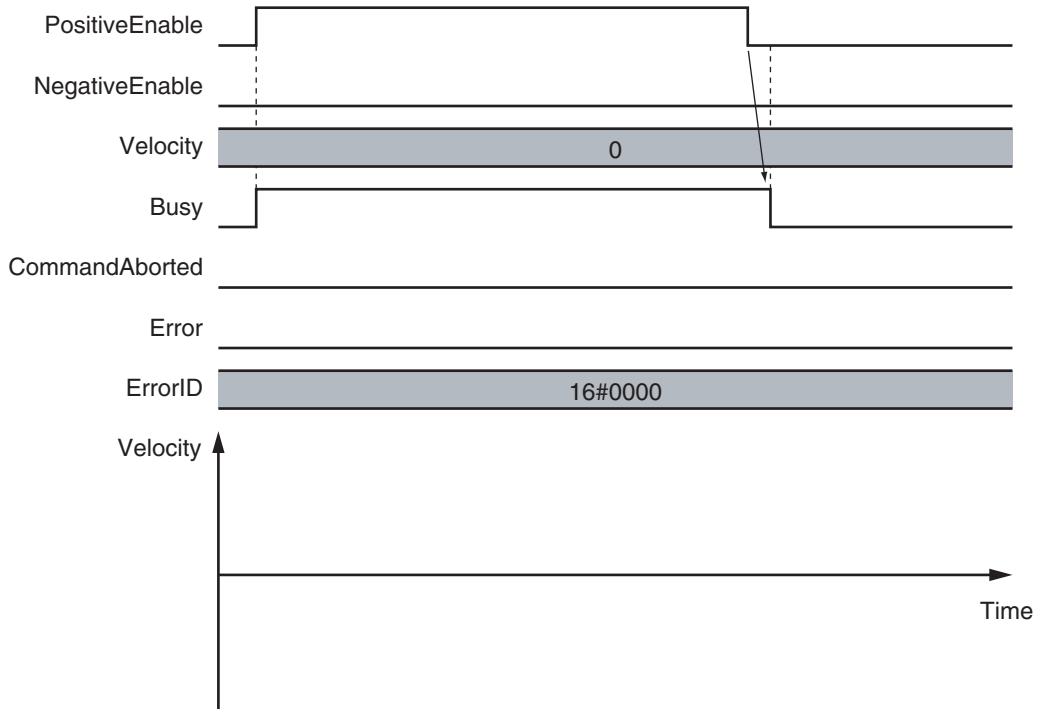 PositiveEnable
NegativeEnable
Velocity
0
Busy
CommandAborted
Error
ErrorID
16#0000
Velocity
Time